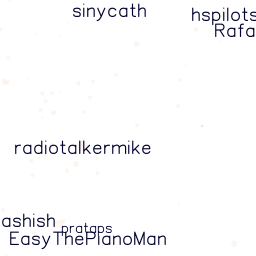 sinycath
hspilots
Rafa
radiotalkermike
ashish
prataps
EasyThePianoMan